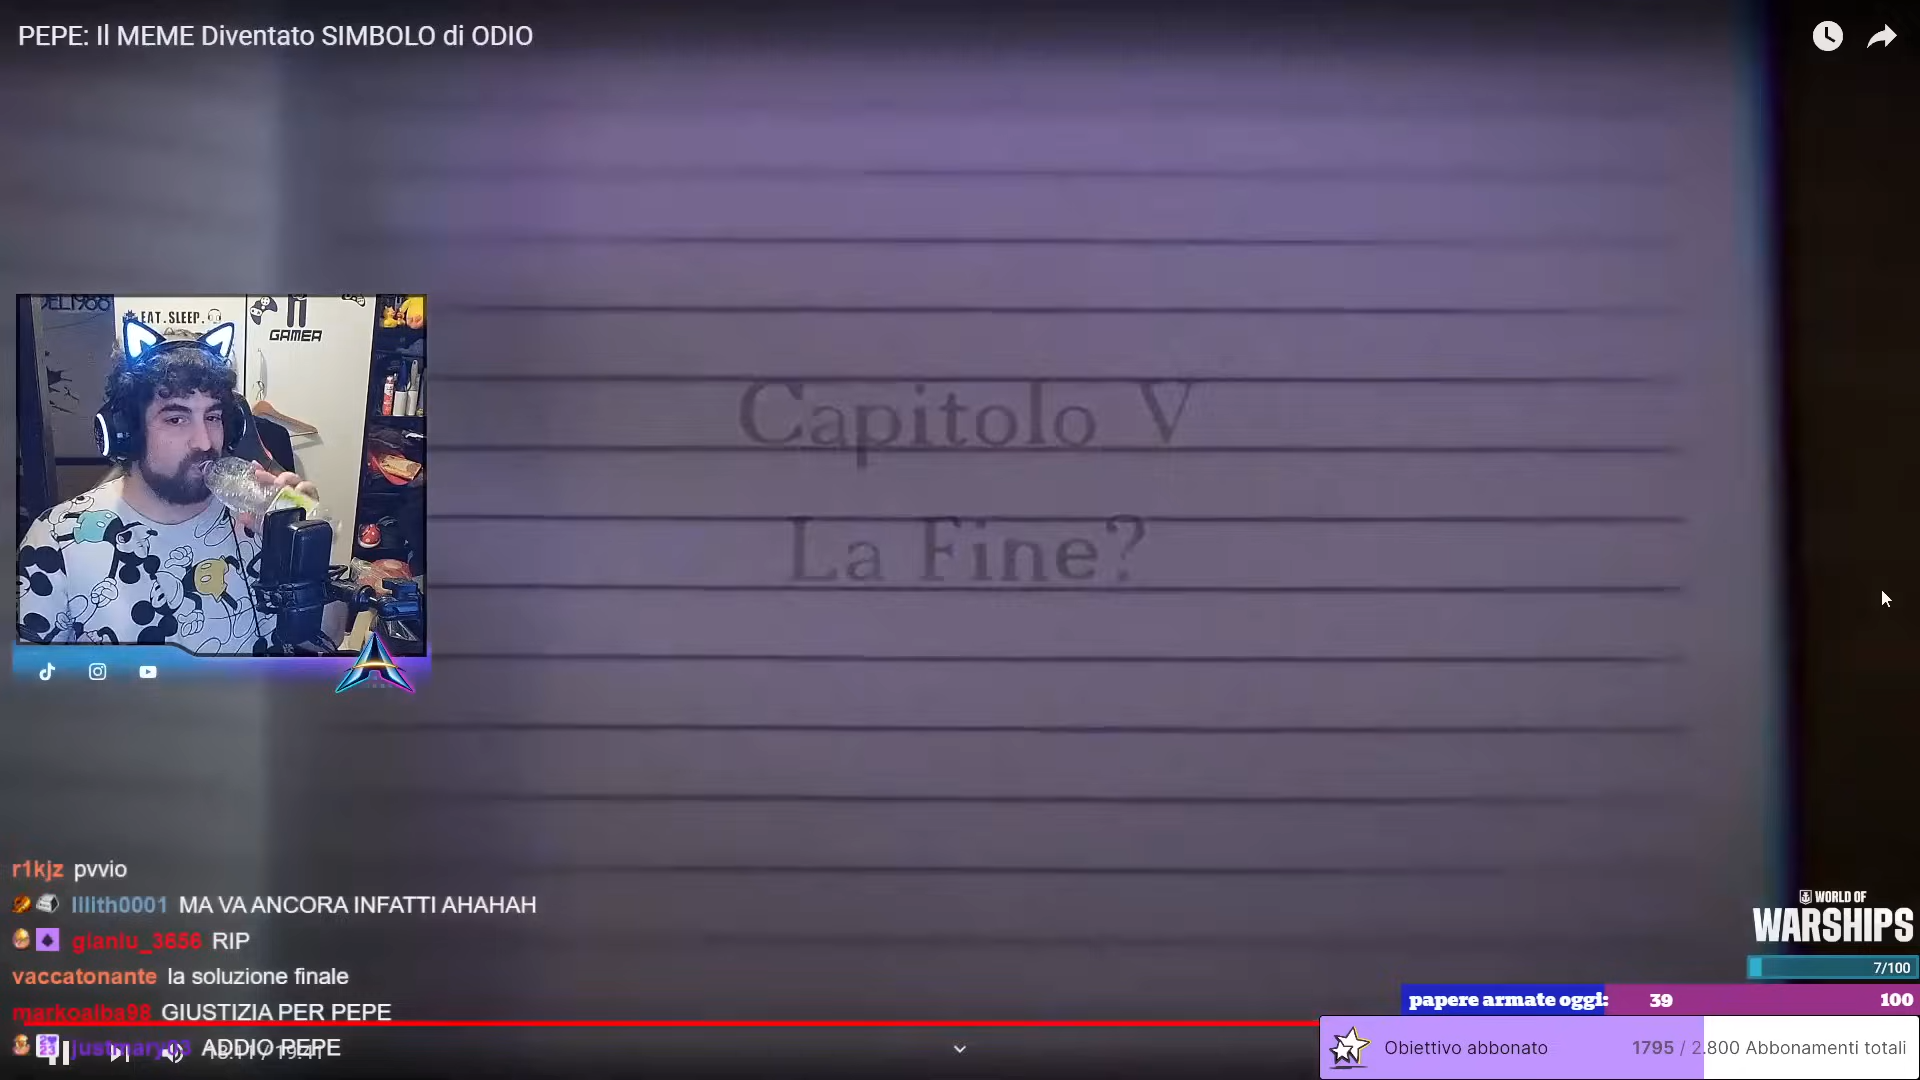 PEPE: Il MEME Diventato SIMBOLO di ODIO
EAT.SLEEP.
GAMER
Capitolo V
La Fine?
r1kjz pvvio
lllith0001 MA VA ANCORA INFATTI AHAHAH
gianlu_3656 RIP
vaccatonante la soluzione finale
markoalba98 GIUSTIZIA PER PEPE
justmary03 ADDIO PEPE
WORLD OF
WARSHIPS
7/100
papere armate oggi: 39 100
Obiettivo abbonato 1795 / 2.800 Abbonamenti totali